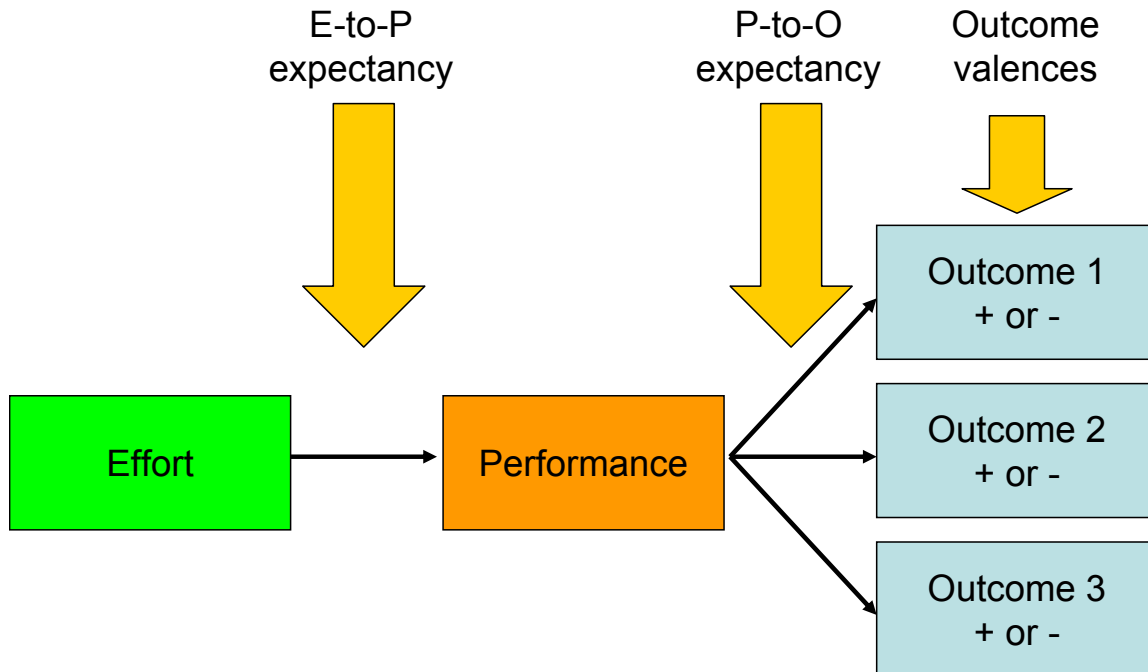 E-to-P
expectancy
P-to-O
expectancy
Outcome
valences
Effort
Performance
Outcome 1
+ or -
Outcome 2
+ or -
Outcome 3
+ or -